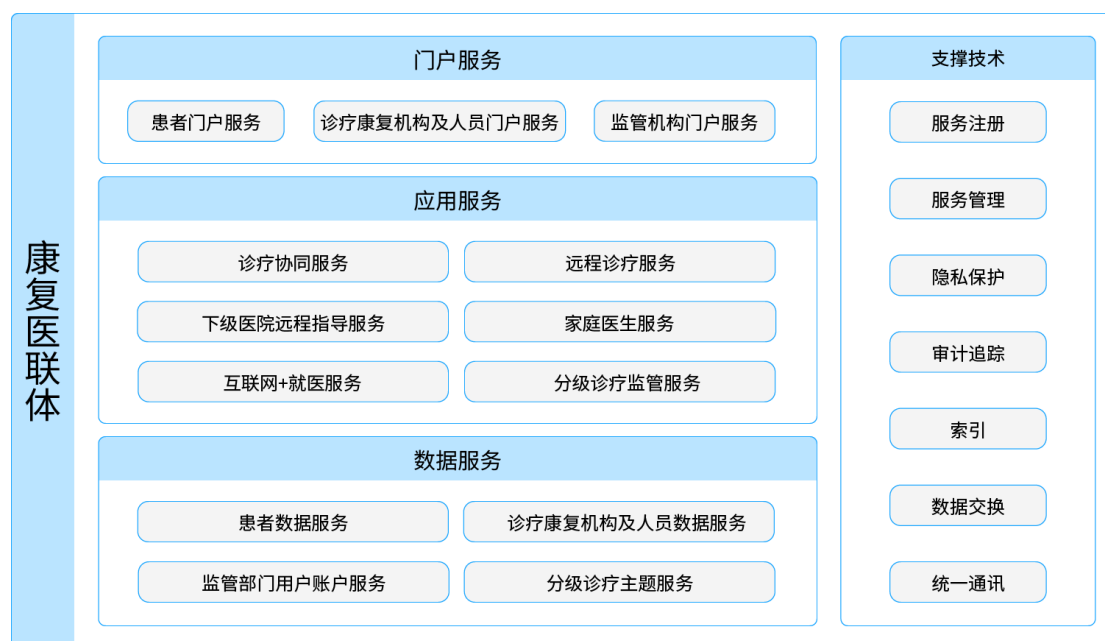 康复医联体
门户服务
患者门户服务
诊疗康复机构及人员门户服务
监管机构门户服务
应用服务
诊疗协同服务
远程诊疗服务
下级医院远程指导服务
家庭医生服务
互联网+就医服务
分级诊疗监管服务
数据服务
患者数据服务
诊疗康复机构及人员数据服务
监管部门用户账户服务
分级诊疗主题服务
支撑技术
服务注册
服务管理
隐私保护
审计追踪
索引
数据交换
统一通讯